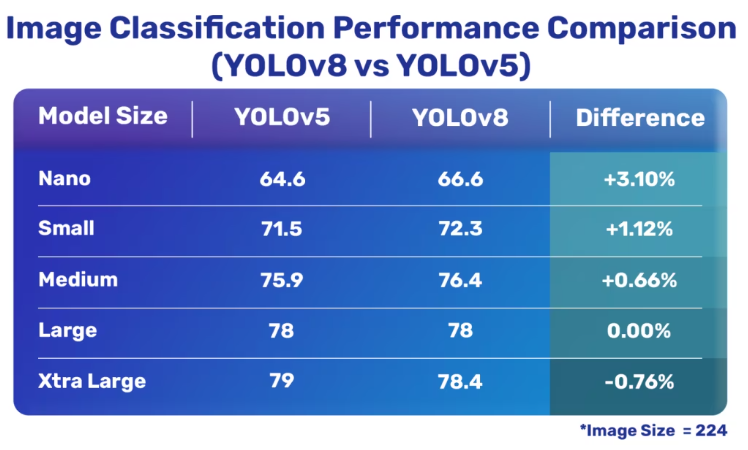 Image Classification Performance Comparison
(YOLOv8 vs YOLOv5)
Model Size YOLOv5 YOLOv8 Difference
Nano 64.6 66.6 +3.10%
Small 71.5 72.3 +1.12%
Medium 75.9 76.4 +0.66%
Large 78 78 0.00%
Xtra Large 79 78.4 -0.76%
*Image Size = 224